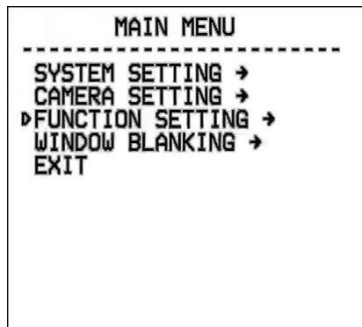 MAIN MENU
SYSTEM SETTING →
CAMERA SETTING →
▷FUNCTION SETTING →
WINDOW BLANKING →
EXIT